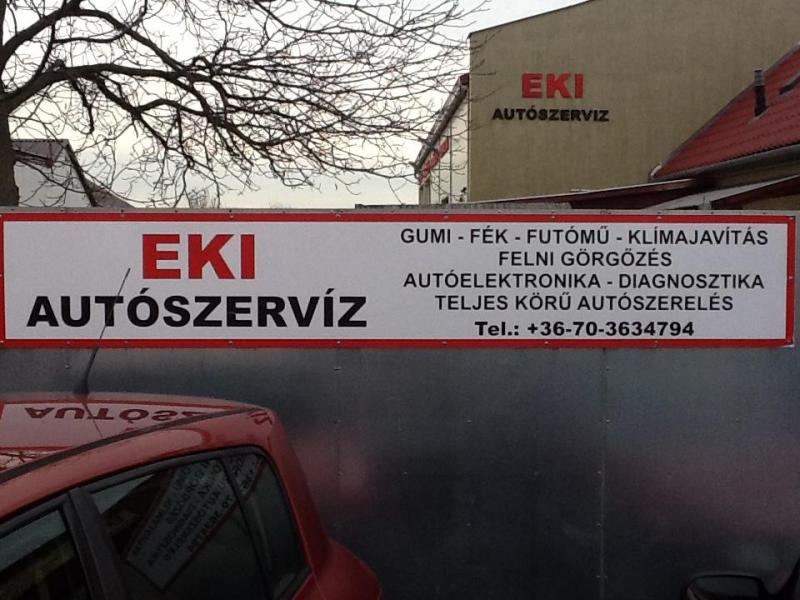 EKI
AUTÓSZERVIZ
EKI
AUTÓSZERVÍZ
GUMI - FÉK - FUTÓMŰ - KLÍMAJAVÍTÁS
FELNI GÖRGŐZÉS
AUTÓELEKTRONIKA - DIAGNOSZTIKA
TELJES KÖRŰ AUTÓSZERELÉS
Tel.: +36-70-3634794